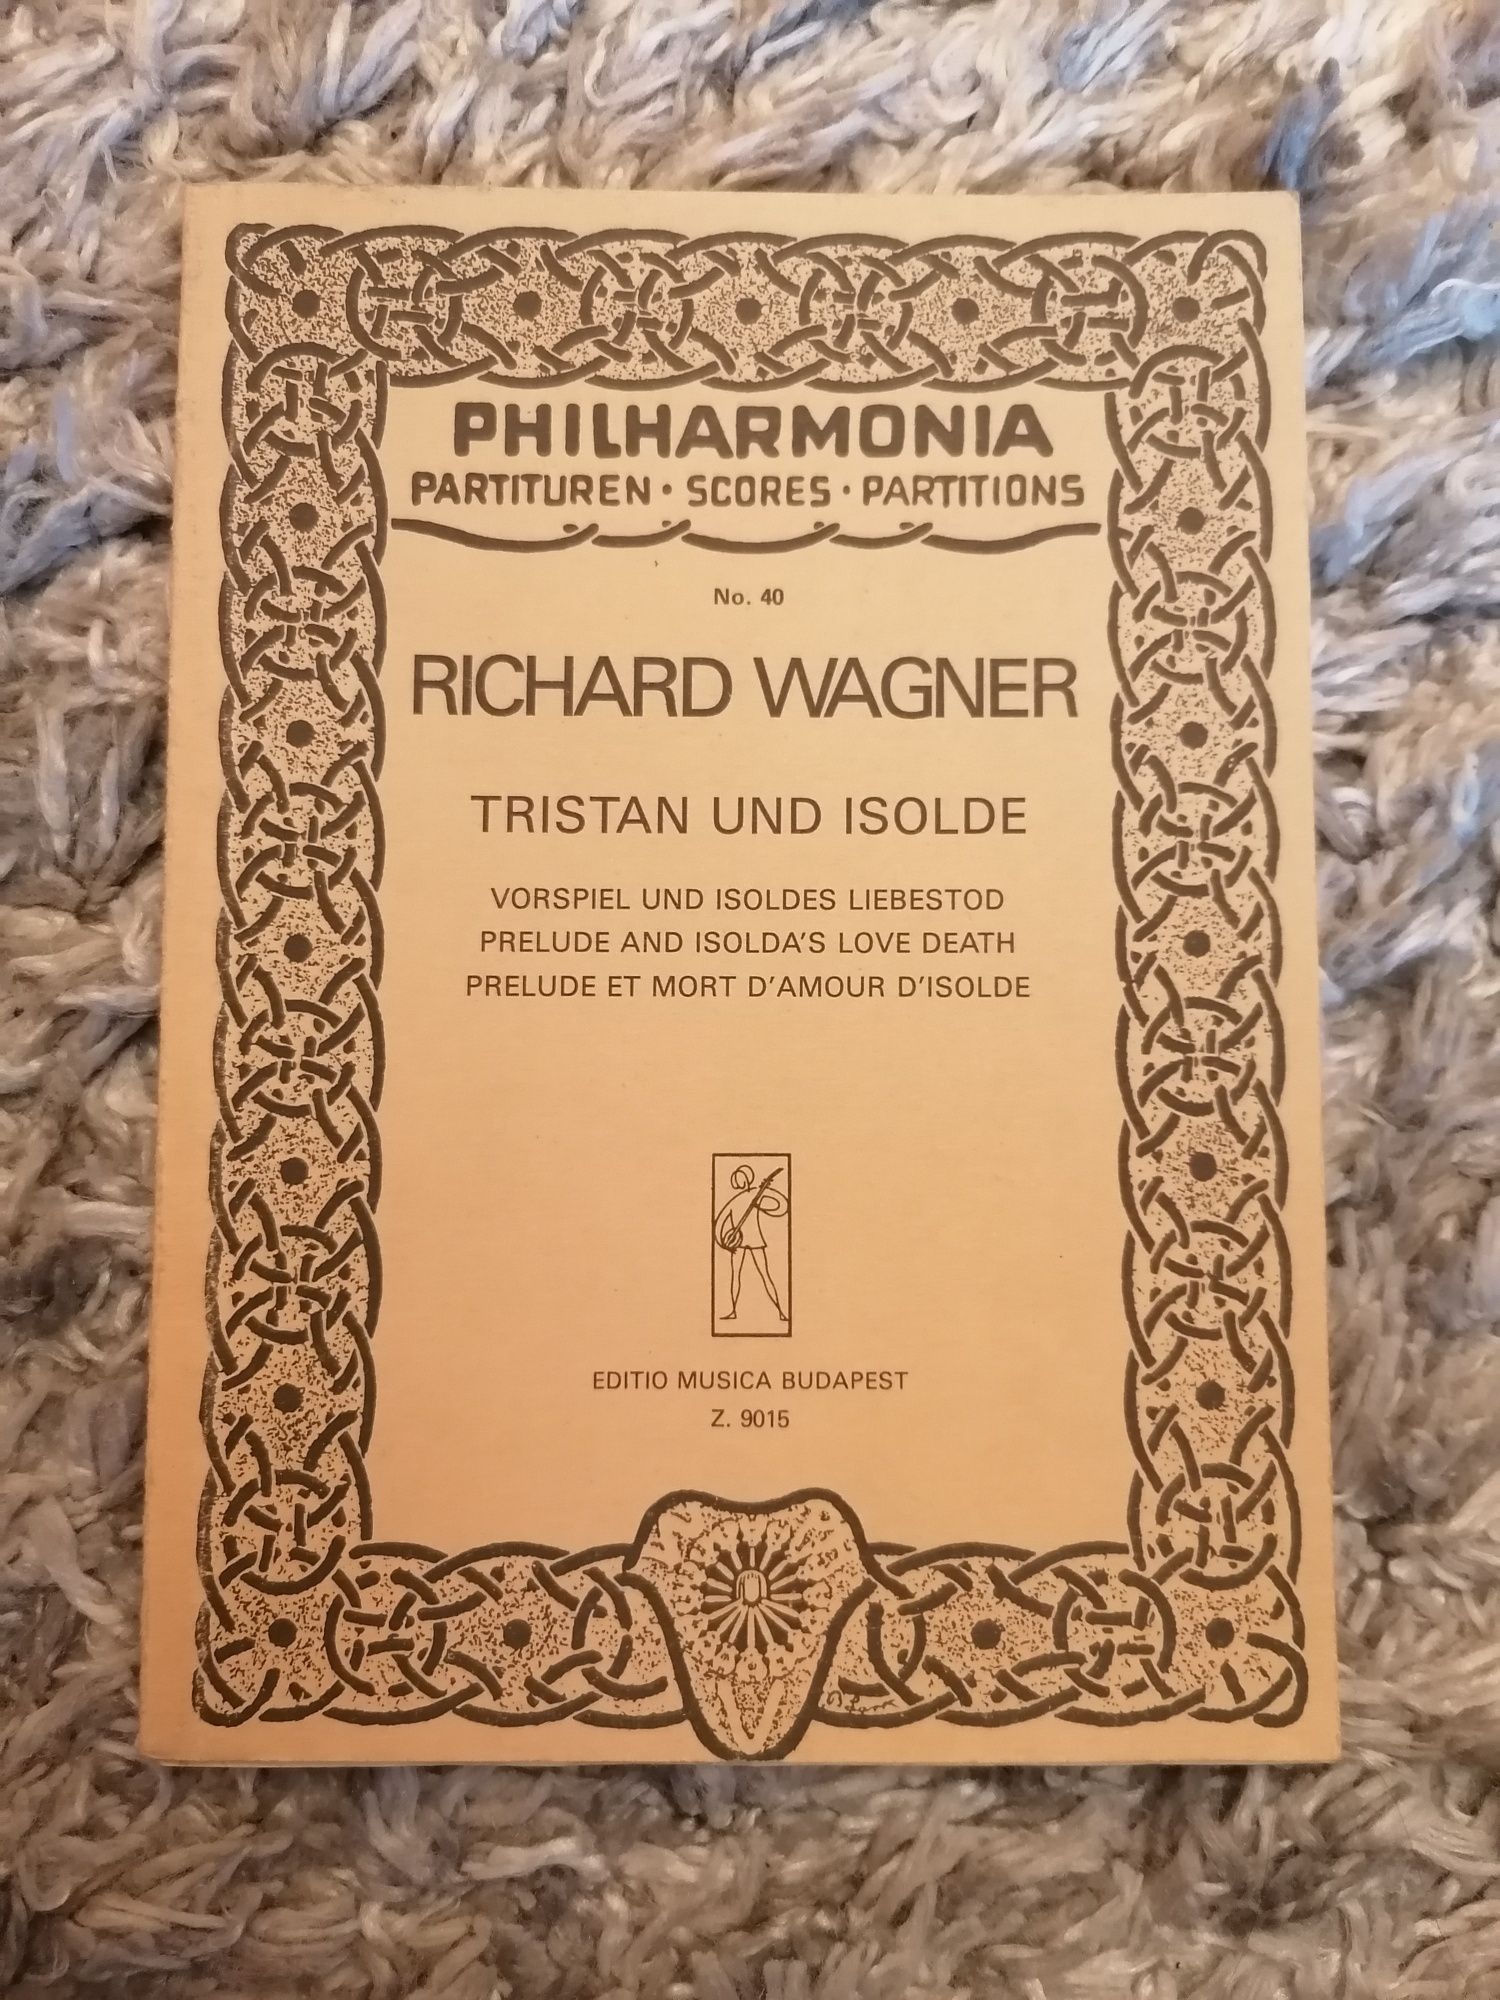 PHILHARMONIA
PARTITUREN · SCORES · PARTITIONS
No. 40
RICHARD WAGNER
TRISTAN UND ISOLDE
VORSPIEL UND ISOLDES LIEBESTOD
PRELUDE AND ISOLDA'S LOVE DEATH
PRELUDE ET MORT D'AMOUR D'ISOLDE
EDITIO MUSICA BUDAPEST
Z. 9015